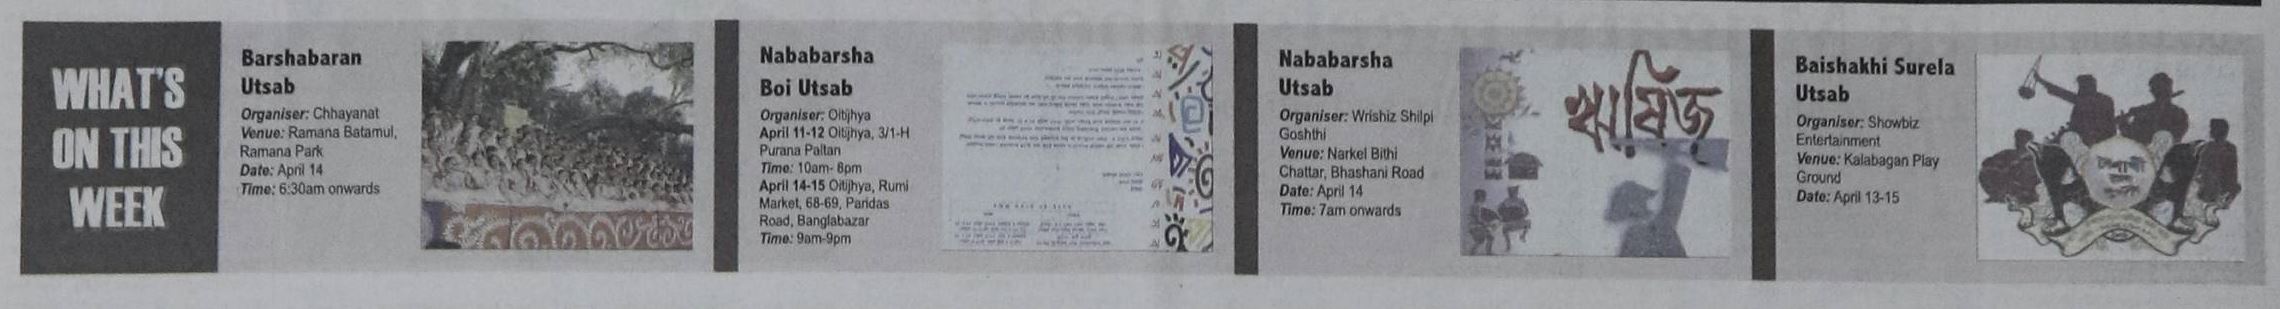 WHAT'S
ON THIS
WEEK
Barshabaran
Utsab
Organiser: Chhayanat
Venue: Ramana Batamul,
Ramana Park
Date: April 14
Time: 6:30am onwards
Nababarsha
Boi Utsab
Organiser: Oitijhya
April 11-12 Oitijhya, 3/1-H
Purana Paltan
Time: 10am- 8pm
April 14-15 Oitijhya, Rumi
Market, 68-69, Paridas
Road, Banglabazar
Time: 9am-9pm
Nababarsha
Utsab
Organiser: Wrishiz Shilpi
Goshthi
Venue: Narkel Bithi
Chattar, Bhashani Road
Date: April 14
Time: 7am onwards
ঋষিজ
Baishakhi Surela
Utsab
Organiser: Showbiz
Entertainment
Venue: Kalabagan Play
Ground
Date: April 13-15